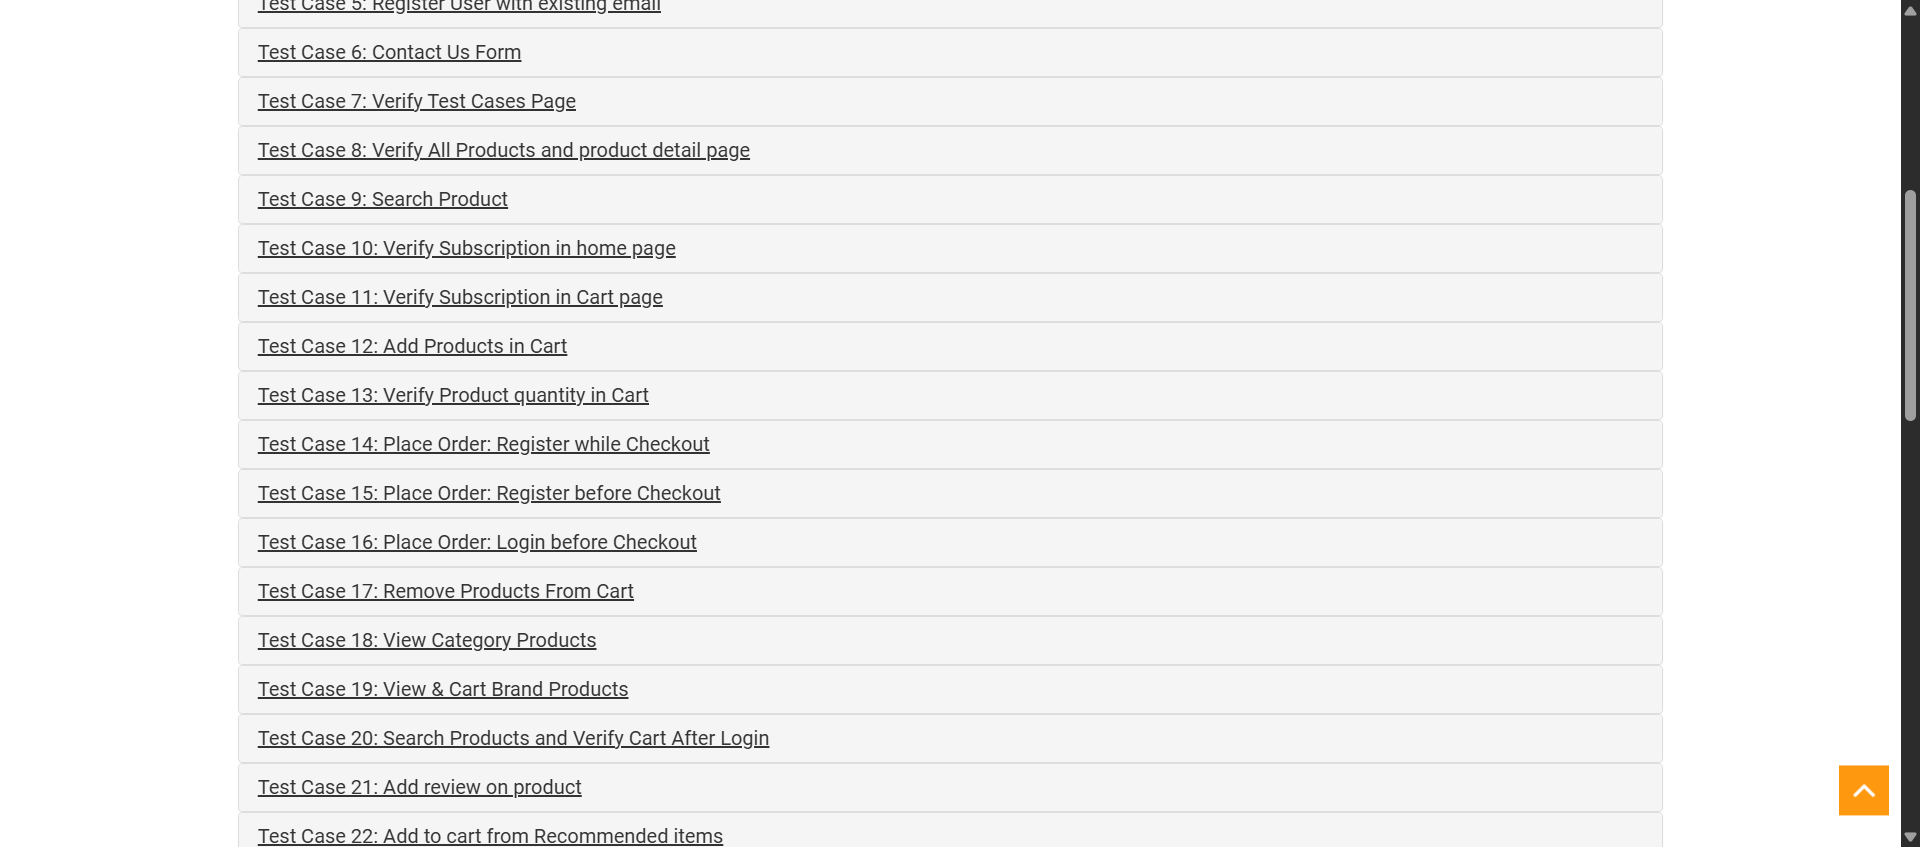 Test Case 5: Register User with existing email
Test Case 6: Contact Us Form
Test Case 7: Verify Test Cases Page
Test Case 8: Verify All Products and product detail page
Test Case 9: Search Product
Test Case 10: Verify Subscription in home page
Test Case 11: Verify Subscription in Cart page
Test Case 12: Add Products in Cart
Test Case 13: Verify Product quantity in Cart
Test Case 14: Place Order: Register while Checkout
Test Case 15: Place Order: Register before Checkout
Test Case 16: Place Order: Login before Checkout
Test Case 17: Remove Products From Cart
Test Case 18: View Category Products
Test Case 19: View & Cart Brand Products
Test Case 20: Search Products and Verify Cart After Login
Test Case 21: Add review on product
Test Case 22: Add to cart from Recommended items